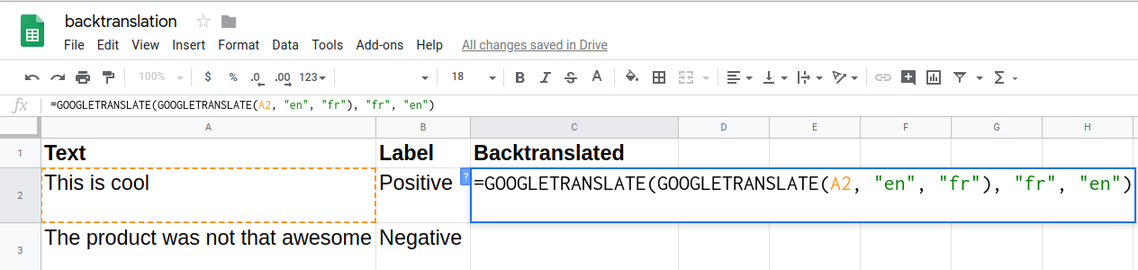 backtranslation
File Edit View Insert Format Data Tools Add-ons Help All changes saved in Drive
100% $ % .0 .00 123 18 B I S A
fx =GOOGLETRANSLATE(GOOGLETRANSLATE(A2, "en", "fr"), "fr", "en")
A B C D E F G H
1 Text Label Backtranslated
2 This is cool Positive ? =GOOGLETRANSLATE(GOOGLETRANSLATE(A2, "en", "fr"), "fr", "en")
3 The product was not that awesome Negative